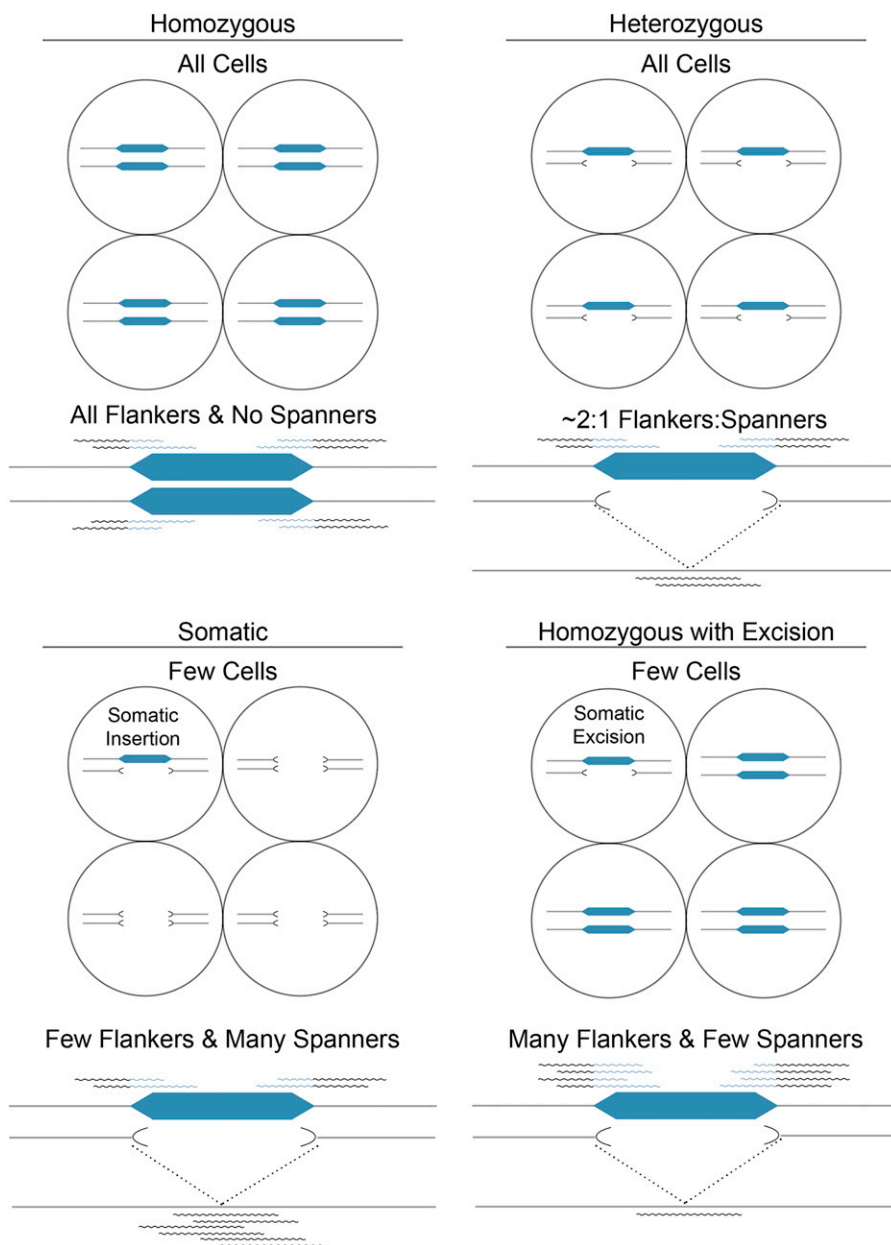 Homozygous
All Cells
All Flankers & No Spanners
Heterozygous
All Cells
~2:1 Flankers:Spanners
Somatic
Few Cells
Somatic
Insertion
Few Flankers & Many Spanners
Homozygous with Excision
Few Cells
Somatic
Excision
Many Flankers & Few Spanners